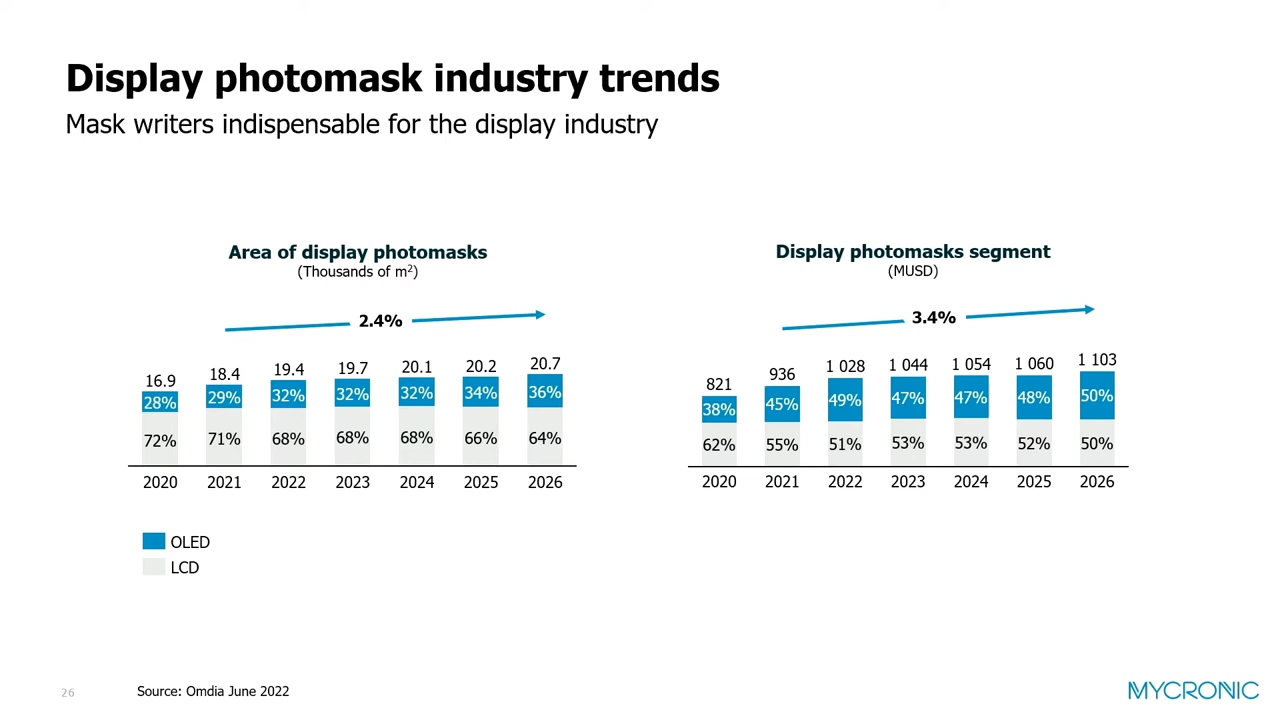 Display photomask industry trends
Mask writers indispensable for the display industry
Area of display photomasks
(Thousands of m²)
2.4%
16.9 18.4 19.4 19.7 20.1 20.2 20.7
28% 29% 32% 32% 32% 34% 36%
72% 71% 68% 68% 68% 66% 64%
2020 2021 2022 2023 2024 2025 2026
OLED
LCD
Display photomasks segment
(MUSD)
3.4%
821 936 1 028 1 044 1 054 1 060 1 103
38% 45% 49% 47% 47% 48% 50%
62% 55% 51% 53% 53% 52% 50%
2020 2021 2022 2023 2024 2025 2026
26
Source: Omdia June 2022
MYCRONIC